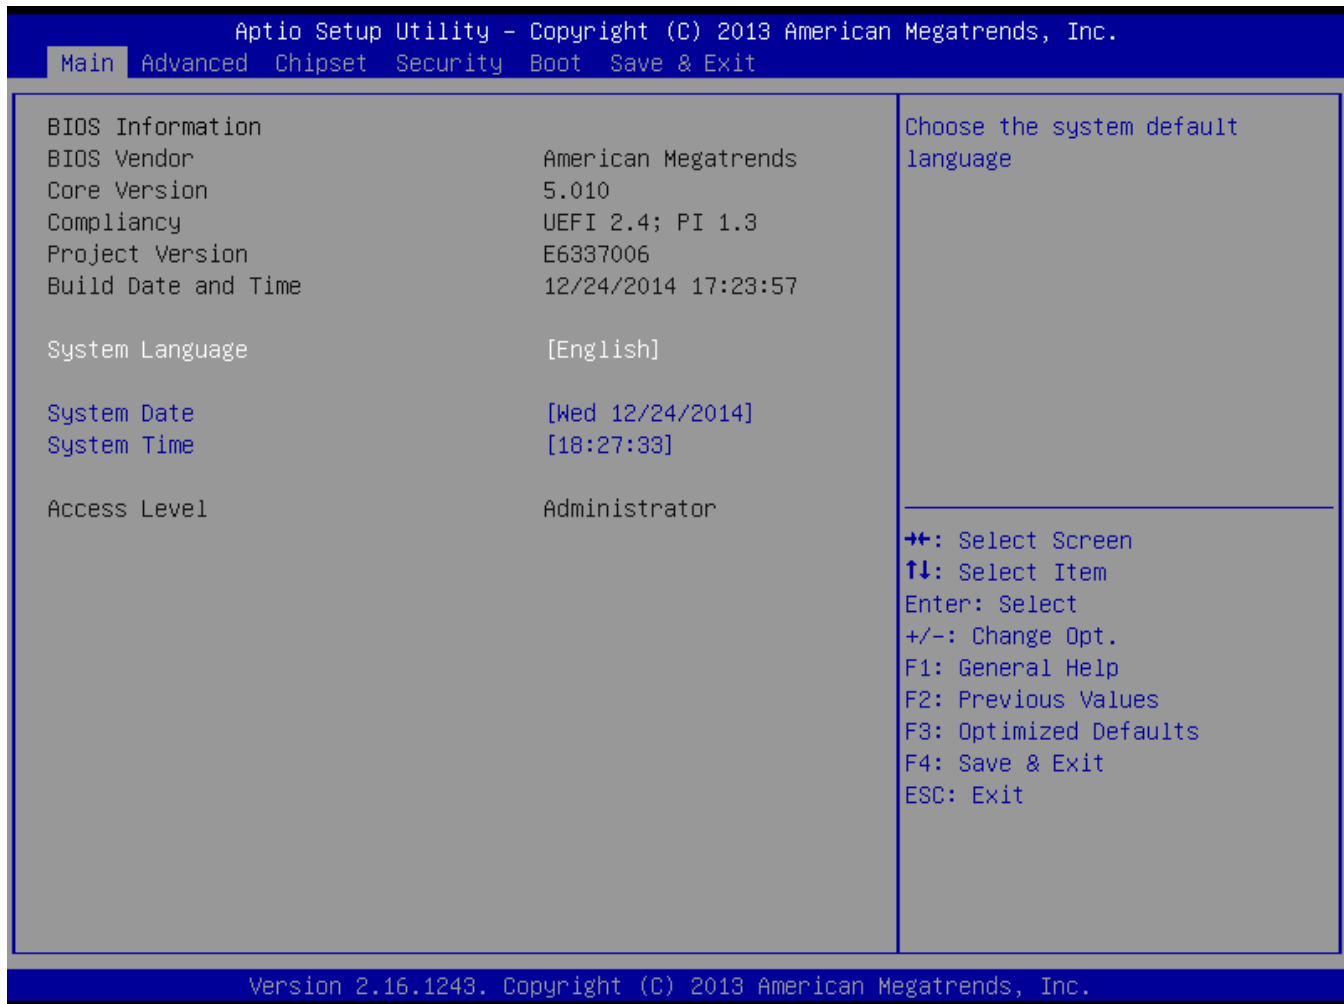 Aptio Setup Utility – Copyright (C) 2013 American Megatrends, Inc.
Main Advanced Chipset Security Boot Save & Exit
BIOS Information
BIOS Vendor American Megatrends
Core Version 5.010
Compliancy UEFI 2.4; PI 1.3
Project Version E6337006
Build Date and Time 12/24/2014 17:23:57
System Language [English]
System Date [Wed 12/24/2014]
System Time [18:27:33]
Access Level Administrator
Choose the system default
language
→←: Select Screen
↑↓: Select Item
Enter: Select
+/-: Change Opt.
F1: General Help
F2: Previous Values
F3: Optimized Defaults
F4: Save & Exit
ESC: Exit
Version 2.16.1243. Copyright (C) 2013 American Megatrends, Inc.